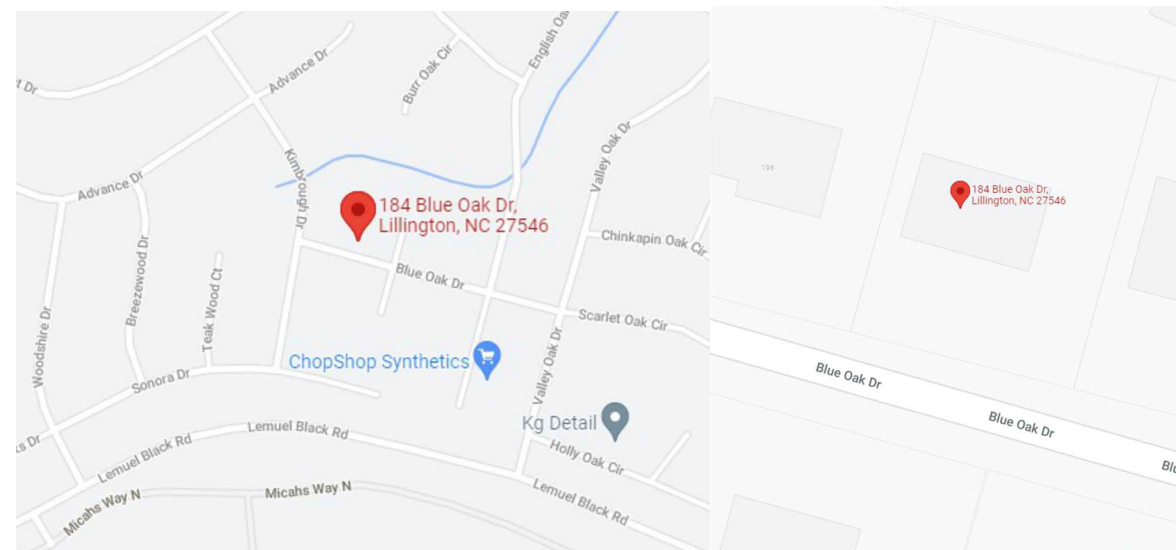 English Oa
Burr Oak Cir
Advance Dr
t Dr
Valley Oak Dr
Kimbrough Dr
Advance Dr
184 Blue Oak Dr,
Lillington, NC 27546
Chinkapin Oak Cir
Breezewood Dr
Blue Oak Dr
Teak Wood Ct
Woodshire Dr
Scarlet Oak Cir
ChopShop Synthetics
Valley Oak Dr
Sonora Dr
Kg Detail
ks Dr
Lemuel Black Rd
Lemuel Black Rd
Holly Oak Cir
Micahs Way N
Micahs Way N
Lemuel Black Rd
196
184 Blue Oak Dr,
Lillington, NC 27546
Blue Oak Dr
Blue Oak Dr
Blu